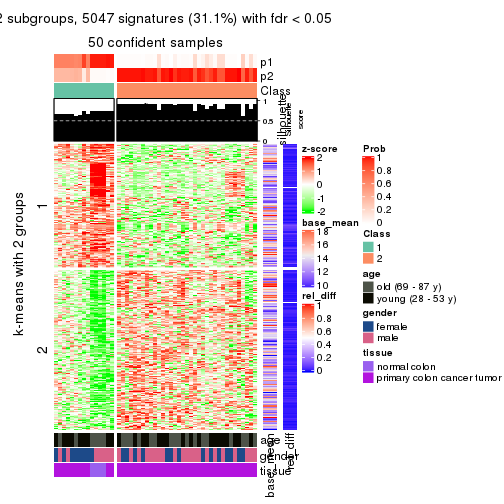 2 subgroups, 5047 signatures (31.1%) with fdr < 0.05
50 confident samples
p1
p2
Class
1
0.5
0
silhouette
score
k-means with 2 groups
1
2
age
gender
tissue
base_mean
rel_diff
z-score
2
1
0
-1
-2
base_mean
18
16
14
12
10
rel_diff
1
0.8
0.6
0.4
0.2
0
Prob
1
0.8
0.6
0.4
0.2
0
Class
1
2
age
old (69 - 87 y)
young (28 - 53 y)
gender
female
male
tissue
normal colon
primary colon cancer tumor